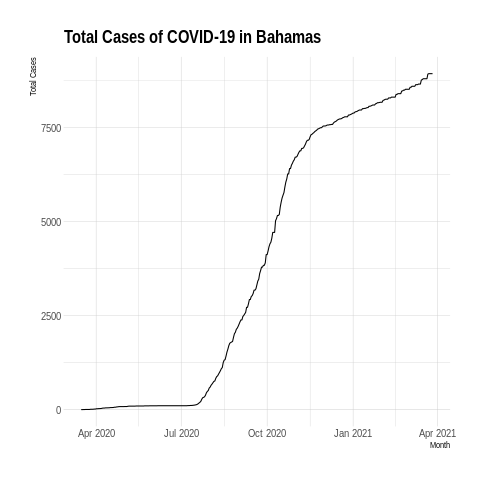 Total Cases of COVID-19 in Bahamas
Total Cases
7500
5000
2500
0
Apr 2020 Jul 2020 Oct 2020 Jan 2021 Apr 2021
Month